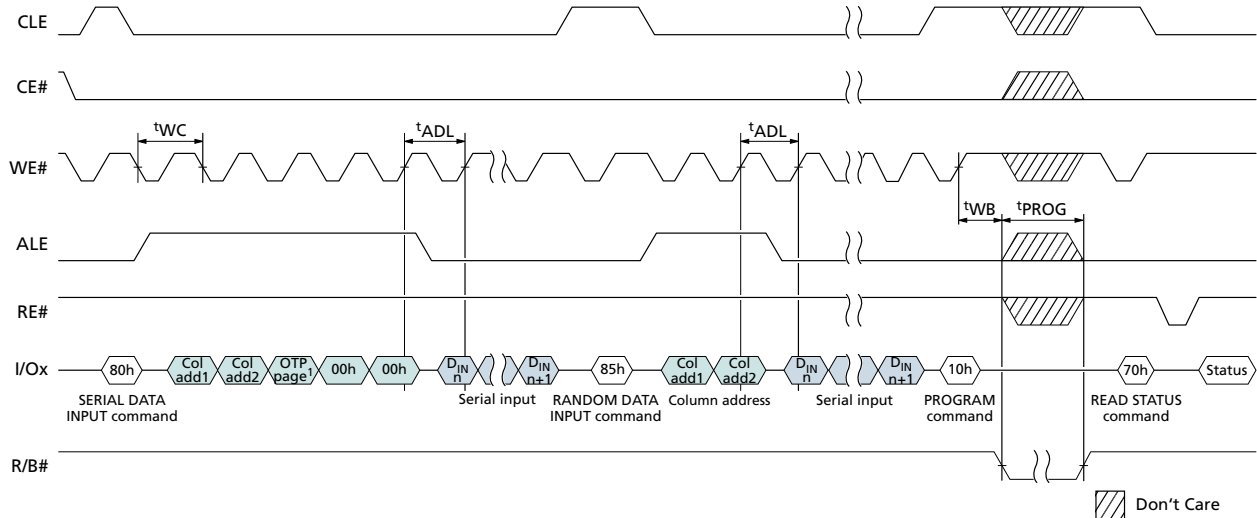 CLE
CE#
tWC
tADL
tADL
WE#
tWB
tPROG
ALE
RE#
I/Ox
80h
Col add1
Col add2
OTP page1
00h
00h
DIN n
DIN n+1
85h
Col add1
Col add2
DIN n
DIN n+1
10h
70h
Status
SERIAL DATA
INPUT command
Serial input
RANDOM DATA
INPUT command
Column address
Serial input
PROGRAM
command
READ STATUS
command
R/B#
Don't Care